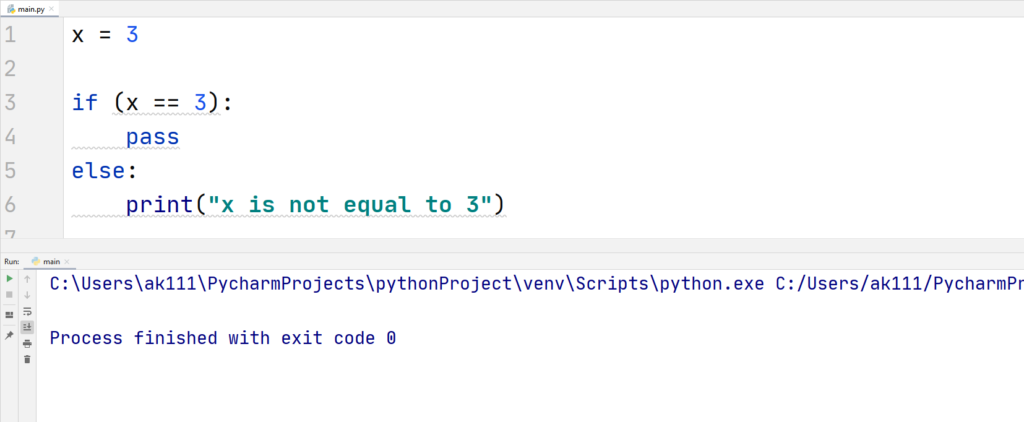 main.py
1 x = 3
2
3 if (x == 3):
4     pass
5 else:
6     print("x is not equal to 3")
7
Run: main
C:\Users\ak111\PycharmProjects\pythonProject\venv\Scripts\python.exe C:/Users/ak111/PycharmPr
Process finished with exit code 0